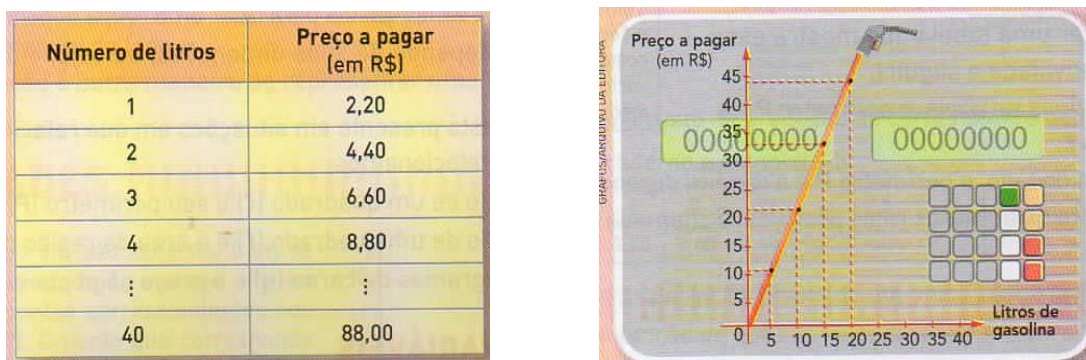 Número de litros Preço a pagar
(em R$)
1 2,20
2 4,40
3 6,60
4 8,80
⋮ ⋮
40 88,00
GRAFOS/ARQUIVO DA EDITORA
Preço a pagar
(em R$)
45
40
35
30
25
20
15
10
5
0 5 10 15 20 25 30 35 40
00000000 00000000
Litros de
gasolina